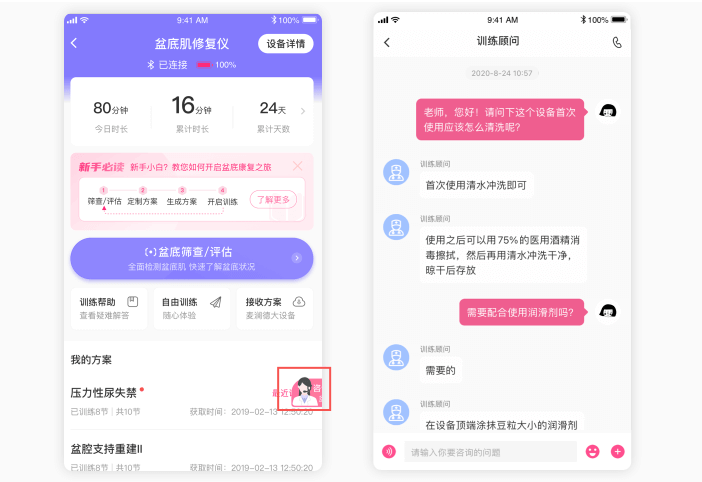 9:41 AM
100%
盆底肌修复仪
设备详情
已连接
100%
80分钟
今日时长
16分钟
累计时长
24天
累计天数
新手必读 新手小白？教您如何开启盆底康复之旅
1
2
3
4
筛查/评估 定制方案 生成方案 开启训练
了解更多
盆底筛查/评估
全面检测盆底肌 快速了解盆底状况
训练帮助
查看疑难解答
自由训练
随心体验
接收方案
麦澜德大设备
我的方案
压力性尿失禁
最近
咨
已训练8节 | 共10节
获取时间：2019-02-13 12:50:20
盆腔支持重建II
已训练8节 | 共10节
获取时间：2019-02-13 12:50:20
9:41 AM
100%
训练顾问
2020-8-24 10:57
老师，您好！请问下这个设备首次
使用应该怎么清洗呢？
训练顾问
首次使用清水冲洗即可
训练顾问
使用之后可以用75%的医用酒精消
毒擦拭，然后再用清水冲洗干净，
晾干后存放
需要配合使用润滑剂吗？
训练顾问
需要的
训练顾问
在设备顶端涂抹豆粒大小的润滑剂
请输入你要咨询的问题